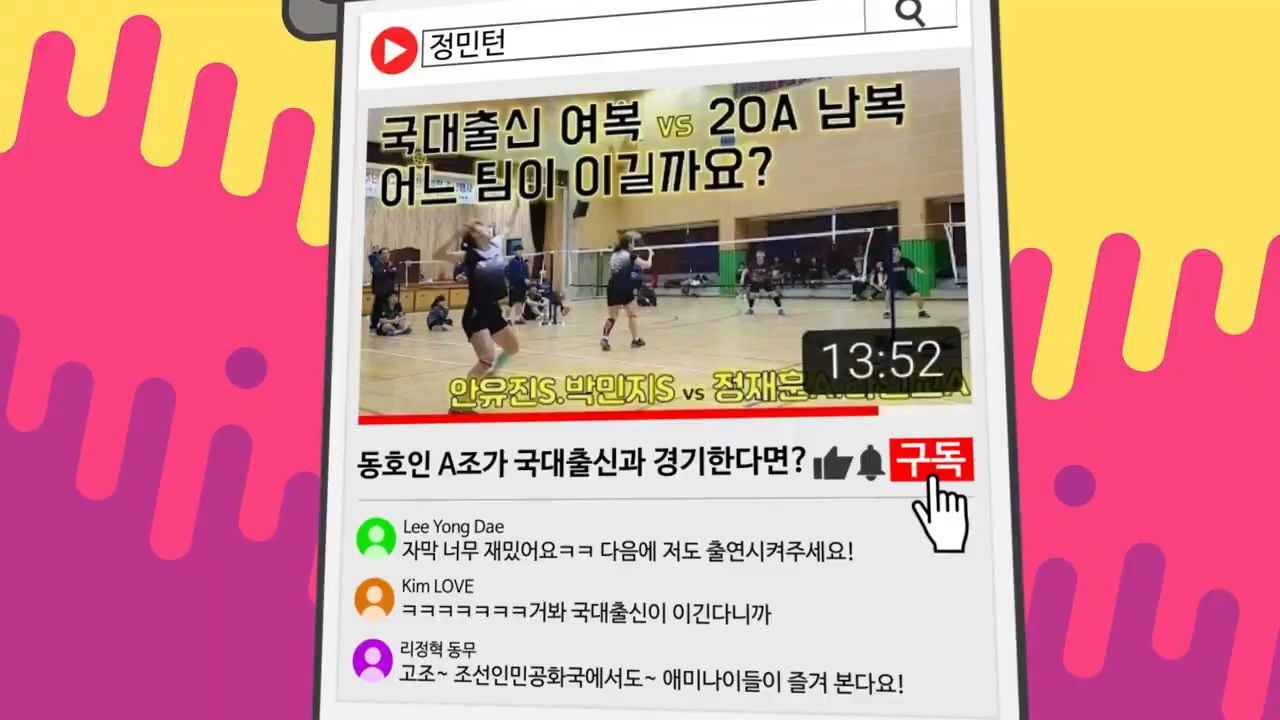 정민턴
국대출신 여복 vs 20A 남복
어느 팀이 이길까요?
13:52
안유진S.박민지S vs 정재훈A
동호인 A조가 국대출신과 경기한다면? 구독
Lee Yong Dae
자막 너무 재밌어요ㅋㅋ 다음에 저도 출연시켜주세요!
Kim LOVE
ㅋㅋㅋㅋㅋㅋㅋ거봐 국대출신이 이긴다니까
리정혁 동무
고조~ 조선인민공화국에서도~ 애미나이들이 즐겨 본다요!